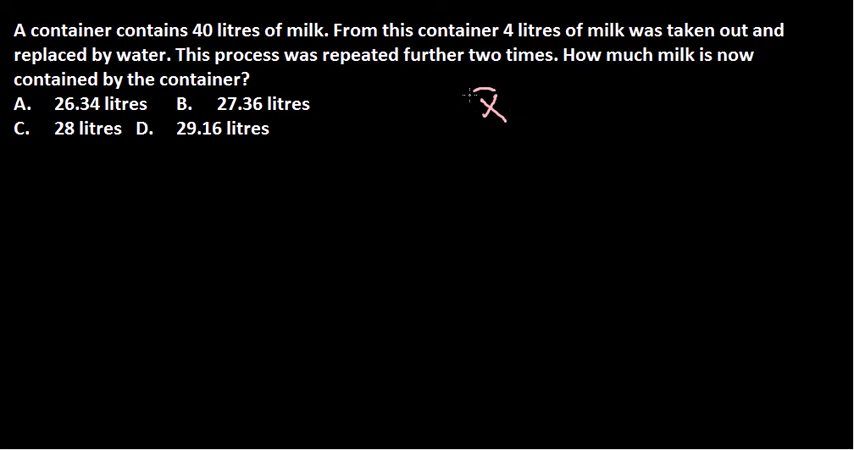 A container contains 40 litres of milk. From this container 4 litres of milk was taken out and
replaced by water. This process was repeated further two times. How much milk is now
contained by the container?
A. 26.34 litres B. 27.36 litres
C. 28 litres D. 29.16 litres